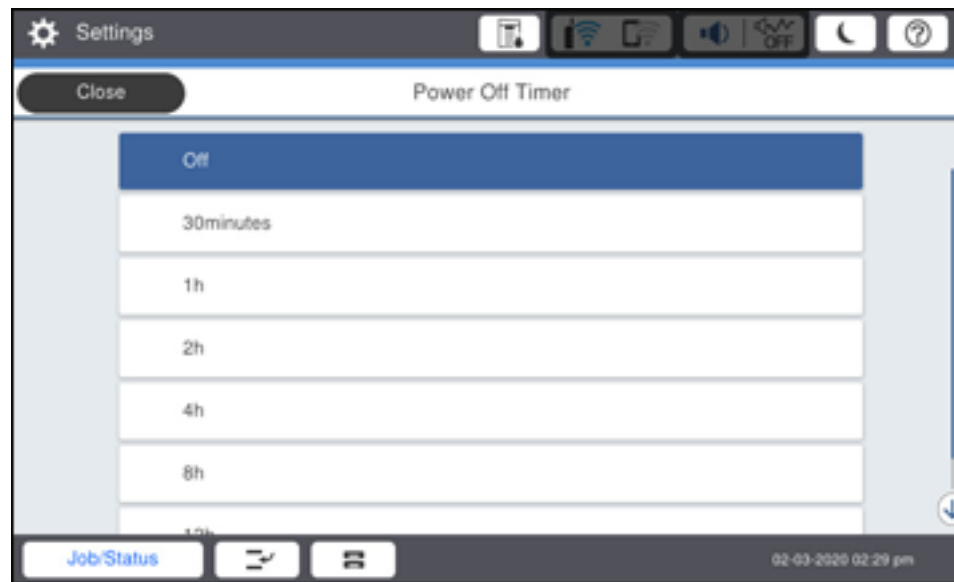 Settings
OFF
Close
Power Off Timer
Off
30minutes
1h
2h
4h
8h
12h
Job/Status
02-03-2020 02:29 pm